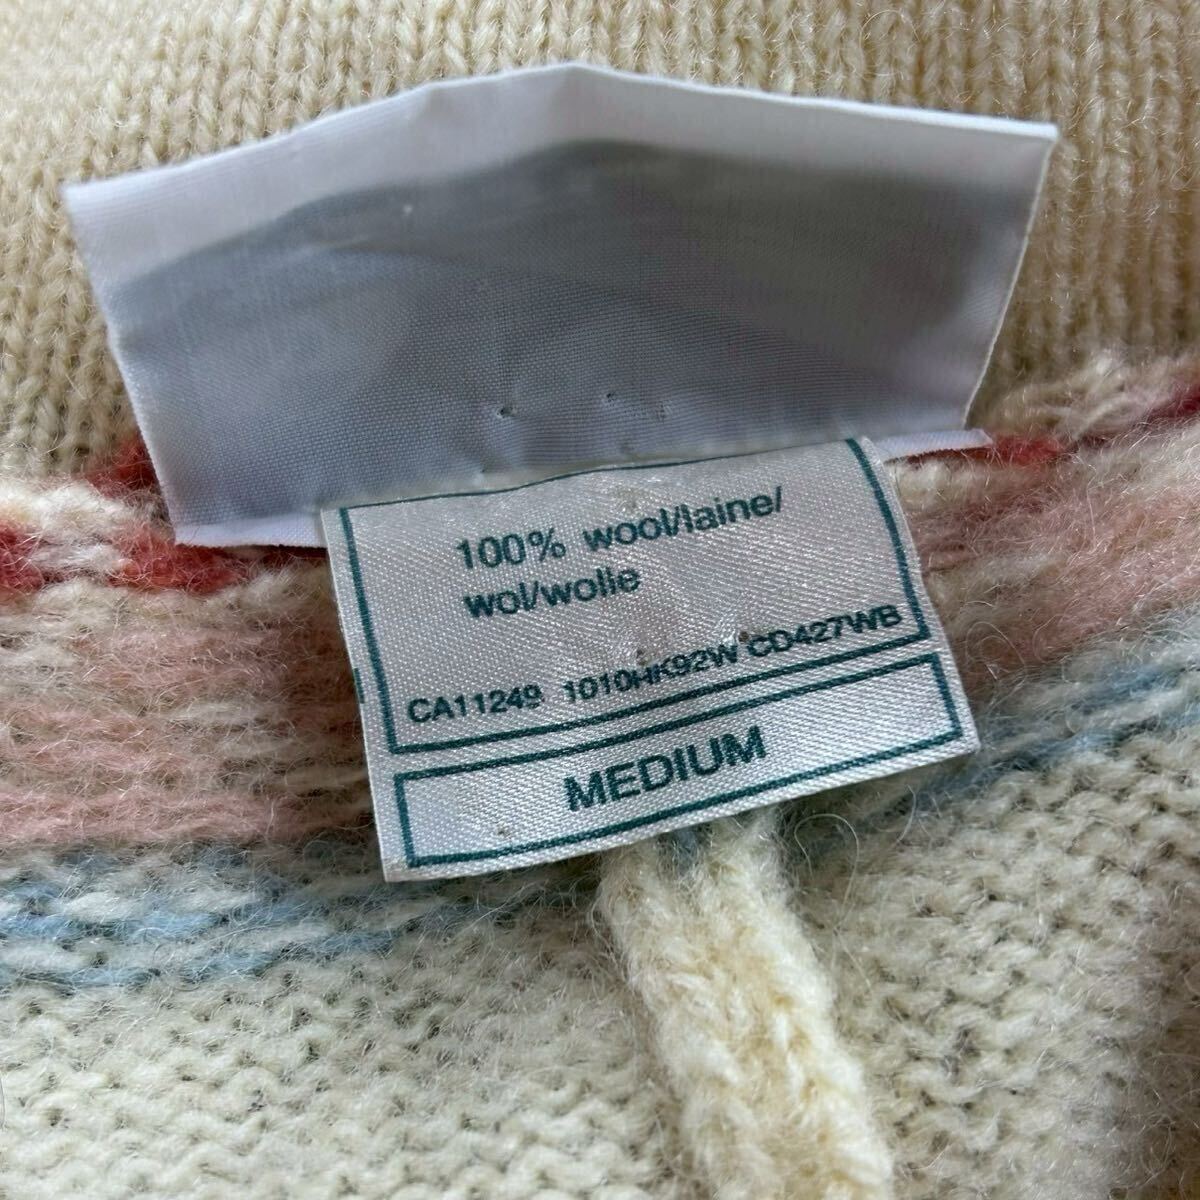 100% wool/laine/
wol/wolle
CA11249 1010HK92W CD427WB
MEDIUM